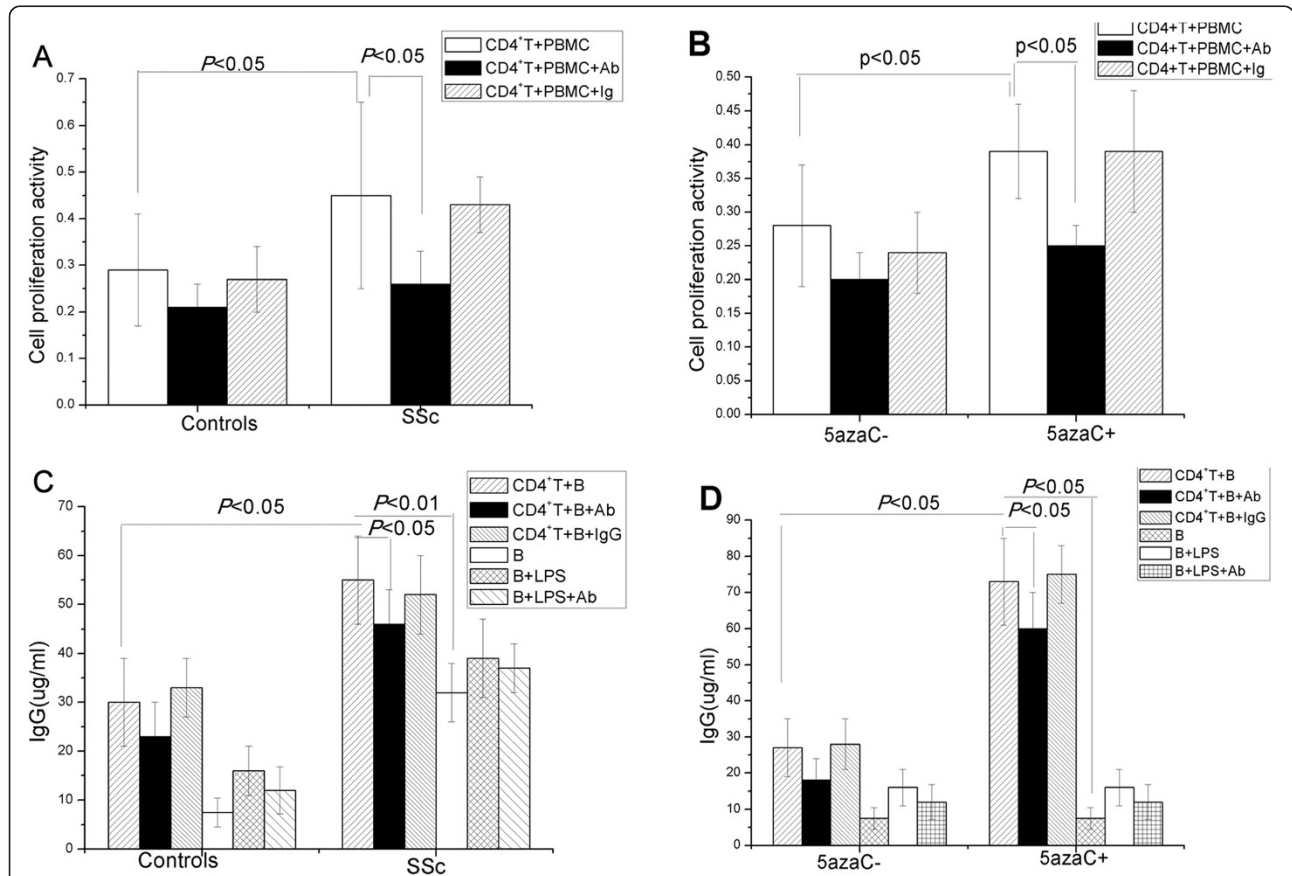 A
P<0.05
P<0.05
CD4⁺T+PBMC
CD4⁺T+PBMC+Ab
CD4⁺T+PBMC+Ig
Cell proliferation activity
0.7
0.6
0.5
0.4
0.3
0.2
0.1
0.0
Controls
SSc
B
p<0.05
p<0.05
CD4+T+PBMC
CD4+T+PBMC+Ab
CD4+T+PBMC+Ig
Cell proliferation activity
0.50
0.45
0.40
0.35
0.30
0.25
0.20
0.15
0.10
0.05
0.00
5azaC-
5azaC+
C
P<0.05
P<0.01
P<0.05
CD4⁺T+B
CD4⁺T+B+Ab
CD4⁺T+B+IgG
B
B+LPS
B+LPS+Ab
IgG(ug/ml)
70
60
50
40
30
20
10
0
Controls
SSc
D
P<0.05
P<0.05
P<0.05
CD4⁺T+B
CD4⁺T+B+Ab
CD4⁺T+B+IgG
B
B+LPS
B+LPS+Ab
IgG(ug/ml)
90
80
70
60
50
40
30
20
10
0
5azaC-
5azaC+